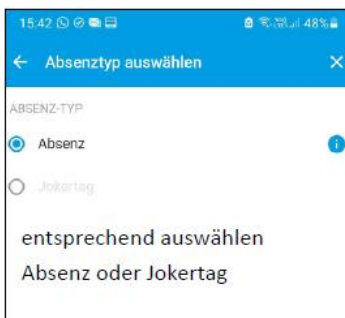 15:42 48%
Absenztyp auswählen
ABSENZ-TYP
Absenz
Jokertag
entsprechend auswählen
Absenz oder Jokertag